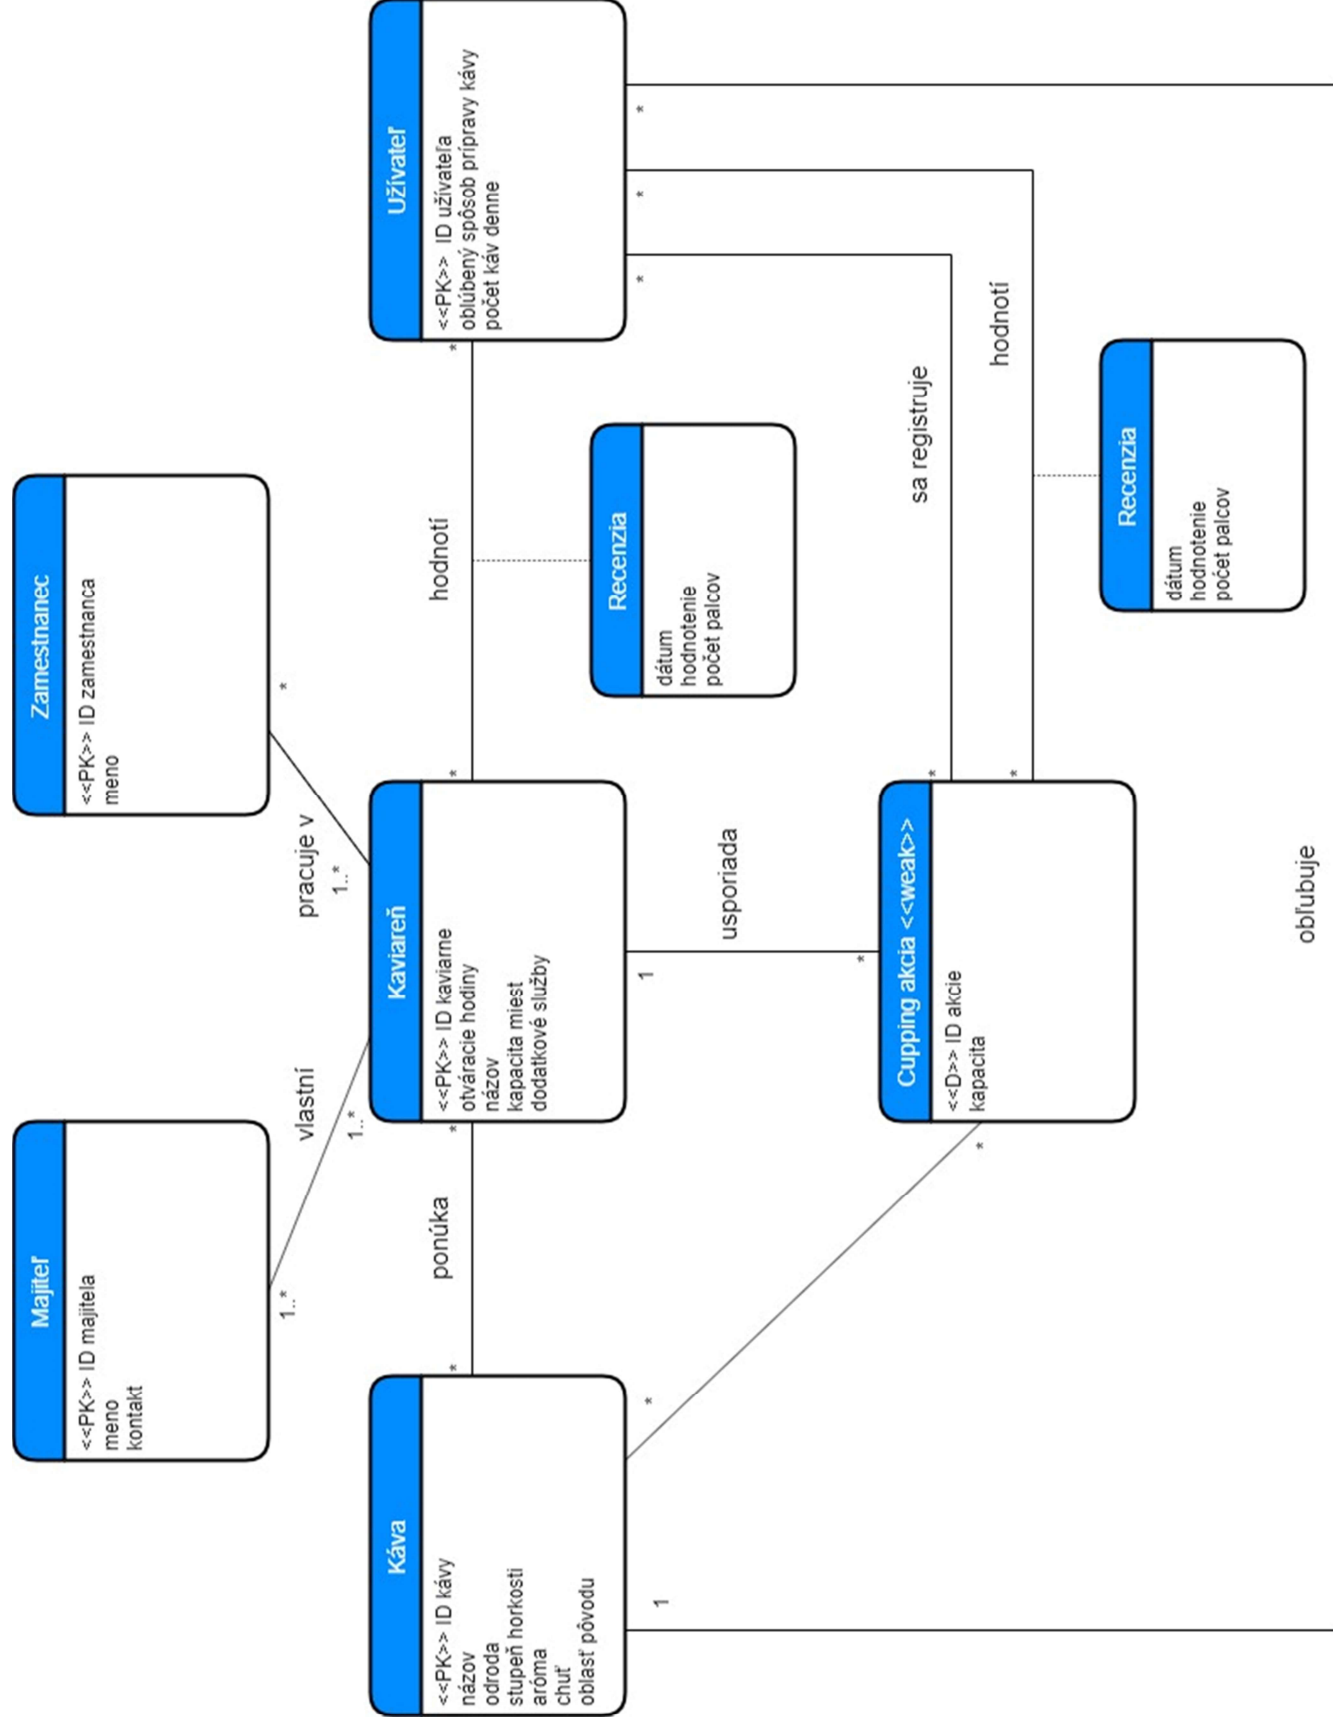 Majiteľ
<<PK>> ID majitela
meno
kontakt
Zamestnanec
<<PK>> ID zamestnanca
meno
1..*
vlastní
1..*
pracuje v
1..*
*
Káva
<<PK>> ID kávy
názov
odroda
stupeň horkosti
aróma
chuť
oblasť pôvodu
*
ponúka
*
Kaviareň
<<PK>> ID kaviarne
otváracie hodiny
názov
kapacita miest
dodatkové služby
*
hodnotí
*
Užívateľ
<<PK>> ID užívateľa
oblúbený spôsob prípravy kávy
počet káv denne
Recenzia
dátum
hodnotenie
počet palcov
1
*
1
usporiada
*
*
*
*
*
Cupping akcia <<weak>>
<<D>> ID akcie
kapacita
*
sa registruje
*
hodnotí
Recenzia
dátum
hodnotenie
počet palcov
obľubuje